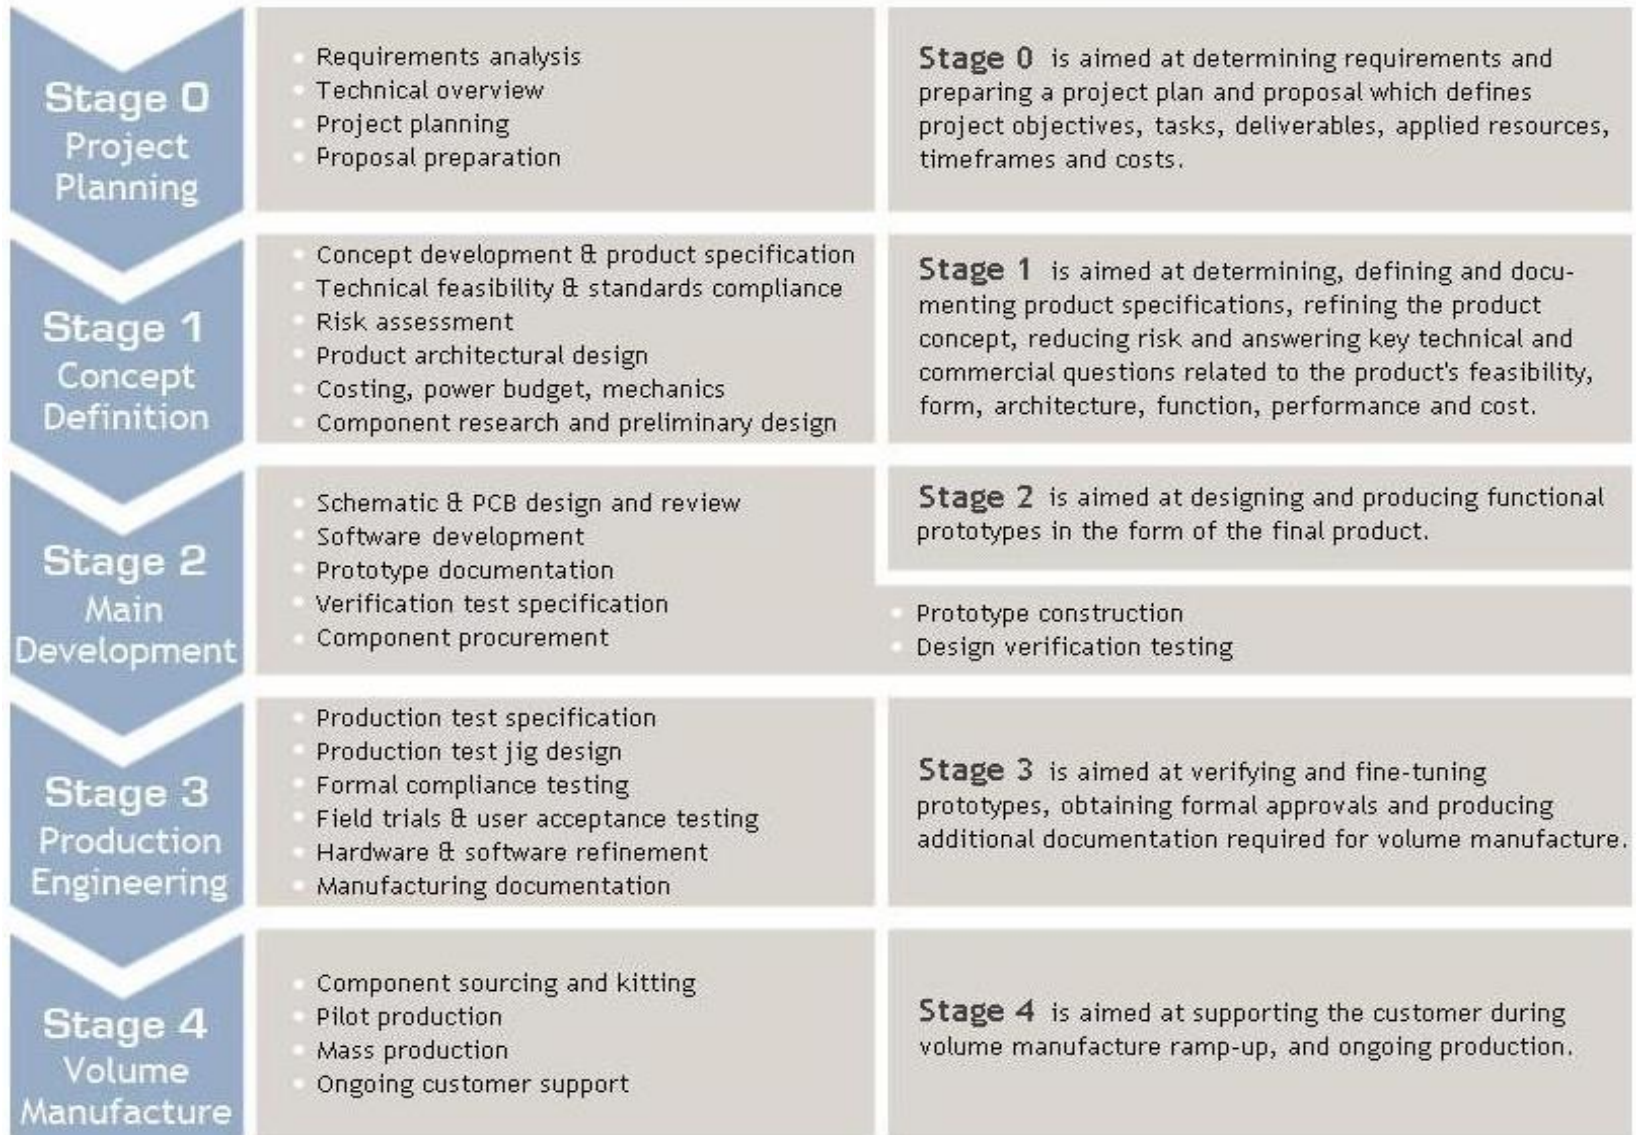 Stage 0
Project
Planning
Requirements analysis
Technical overview
Project planning
Proposal preparation
Stage 0 is aimed at determining requirements and
preparing a project plan and proposal which defines
project objectives, tasks, deliverables, applied resources,
timeframes and costs.
Stage 1
Concept
Definition
Concept development & product specification
Technical feasibility & standards compliance
Risk assessment
Product architectural design
Costing, power budget, mechanics
Component research and preliminary design
Stage 1 is aimed at determining, defining and docu-
menting product specifications, refining the product
concept, reducing risk and answering key technical and
commercial questions related to the product's feasibility,
form, architecture, function, performance and cost.
Stage 2
Main
Development
Schematic & PCB design and review
Software development
Prototype documentation
Verification test specification
Component procurement
Stage 2 is aimed at designing and producing functional
prototypes in the form of the final product.
Prototype construction
Design verification testing
Stage 3
Production
Engineering
Production test specification
Production test jig design
Formal compliance testing
Field trials & user acceptance testing
Hardware & software refinement
Manufacturing documentation
Stage 3 is aimed at verifying and fine-tuning
prototypes, obtaining formal approvals and producing
additional documentation required for volume manufacture.
Stage 4
Volume
Manufacture
Component sourcing and kitting
Pilot production
Mass production
Ongoing customer support
Stage 4 is aimed at supporting the customer during
volume manufacture ramp-up, and ongoing production.